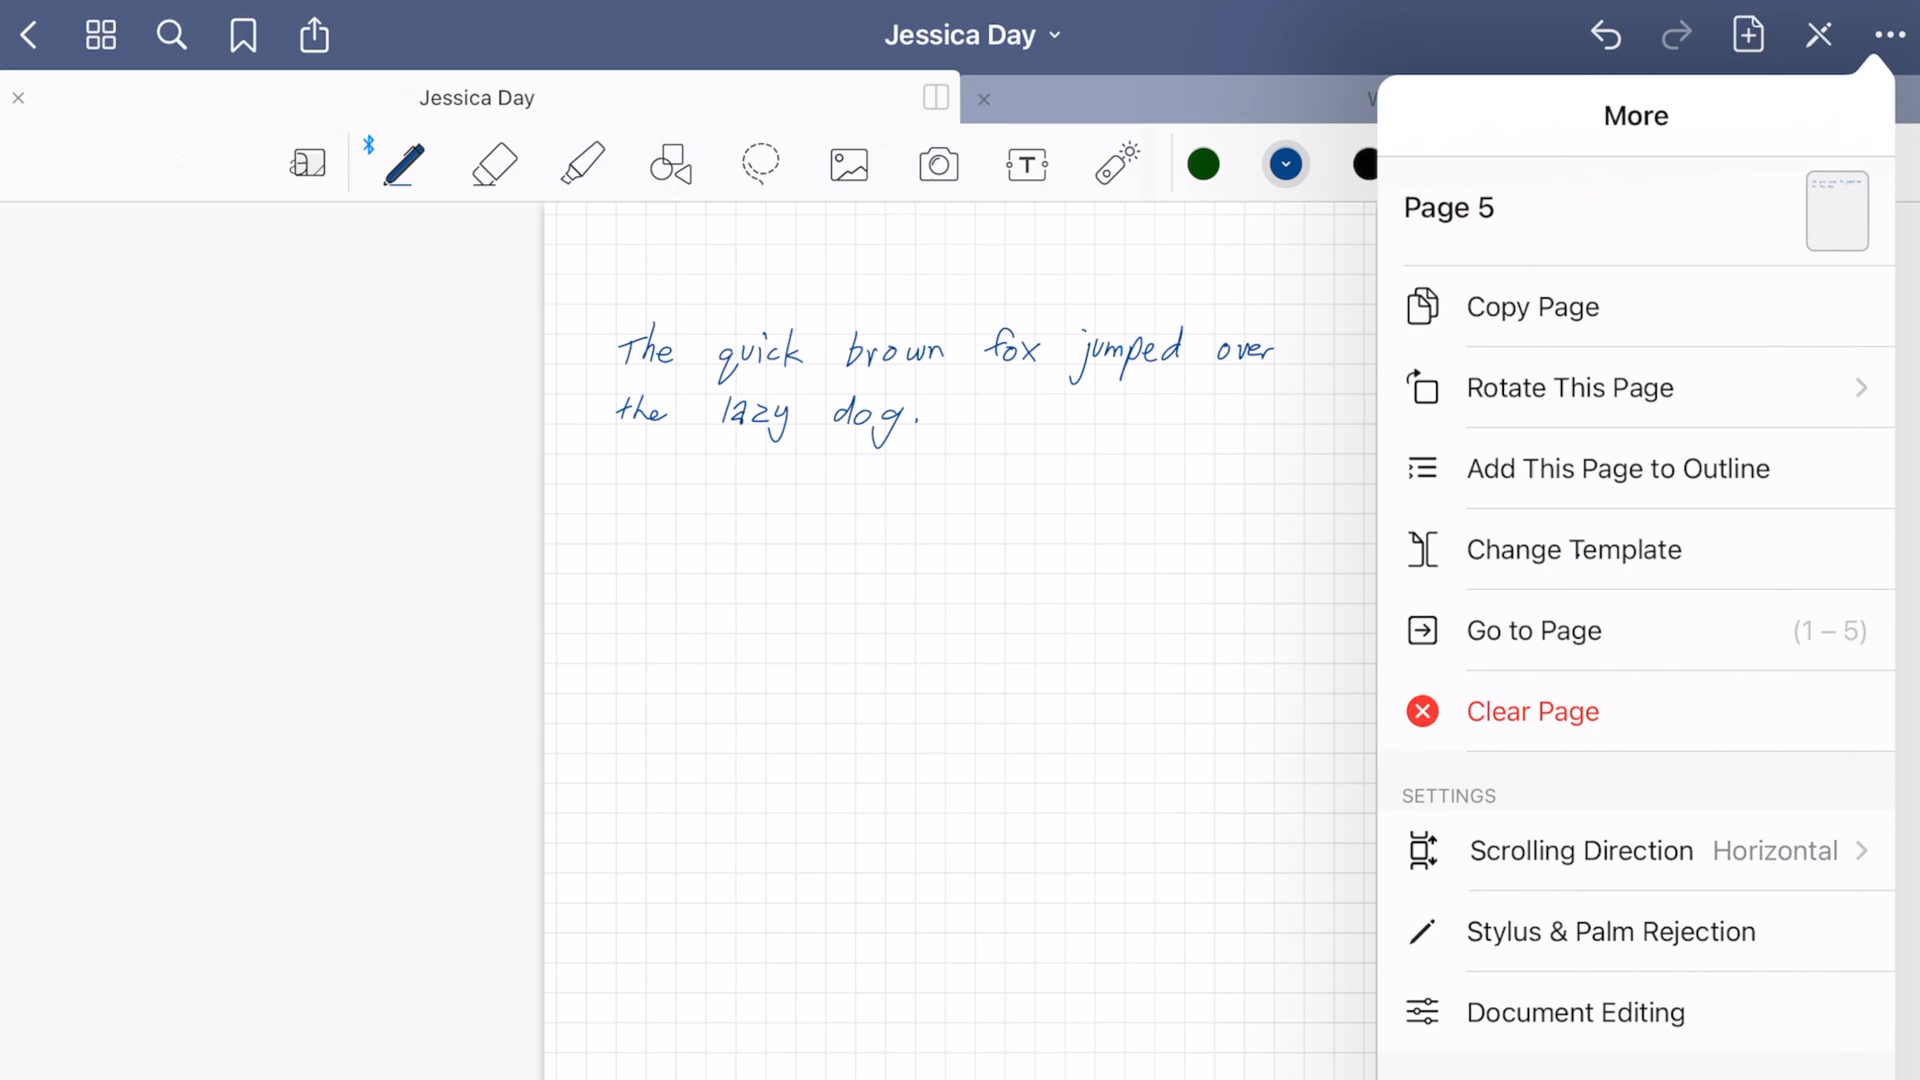 Jessica Day
Jessica Day
T
More
Page 5
The quick brown fox jumped over
the lazy dog.
Copy Page
Rotate This Page
Add This Page to Outline
Change Template
Go to Page (1 – 5)
Clear Page
SETTINGS
Scrolling Direction Horizontal
Stylus & Palm Rejection
Document Editing